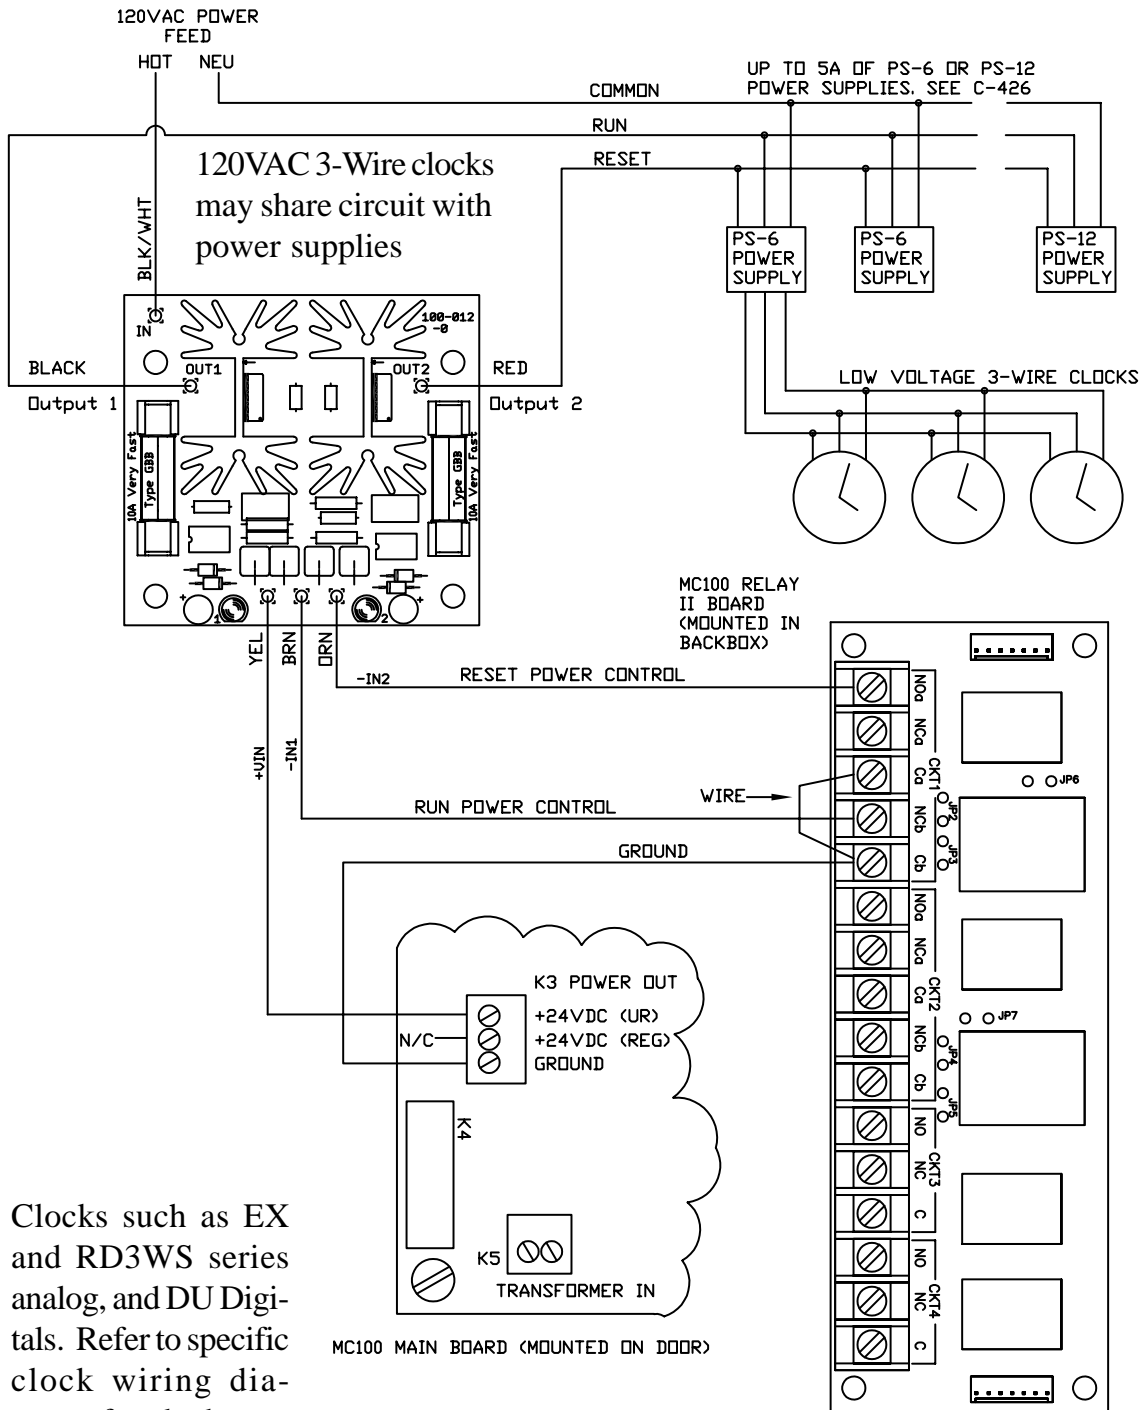 120VAC POWER
FEED
HOT NEU
COMMON
RUN
RESET
UP TO 5A OF PS-6 OR PS-12
POWER SUPPLIES. SEE C-426
120VAC 3-Wire clocks
may share circuit with
power supplies
BLK/WHT
PS-6
POWER
SUPPLY
PS-6
POWER
SUPPLY
PS-12
POWER
SUPPLY
IN
100-012
-0
BLACK
Output 1
OUT1
OUT2
RED
Output 2
LOW VOLTAGE 3-WIRE CLOCKS
10A Very Fast
Type GBB
Type GBB
10A Very Fast
+
1
2
+
YEL
BRN
ORN
MC100 RELAY
II BOARD
(MOUNTED IN
BACKBOX)
-IN2
RESET POWER CONTROL
+VIN
-IN1
WIRE
RUN POWER CONTROL
GROUND
NOa
NCa
Ca
NCb
Cb
CKT1
JP6
JP2
JP3
NOa
NCa
Ca
NCb
Cb
CKT2
JP7
JP4
JP5
NO
NC
C
CKT3
NO
NC
C
CKT4
K3 POWER OUT
+24VDC (UR)
N/C
+24VDC (REG)
GROUND
K4
K5
TRANSFORMER IN
MC100 MAIN BOARD (MOUNTED ON DOOR)
Clocks such as EX
and RD3WS series
analog, and DU Digi-
tals. Refer to specific
clock wiring dia-